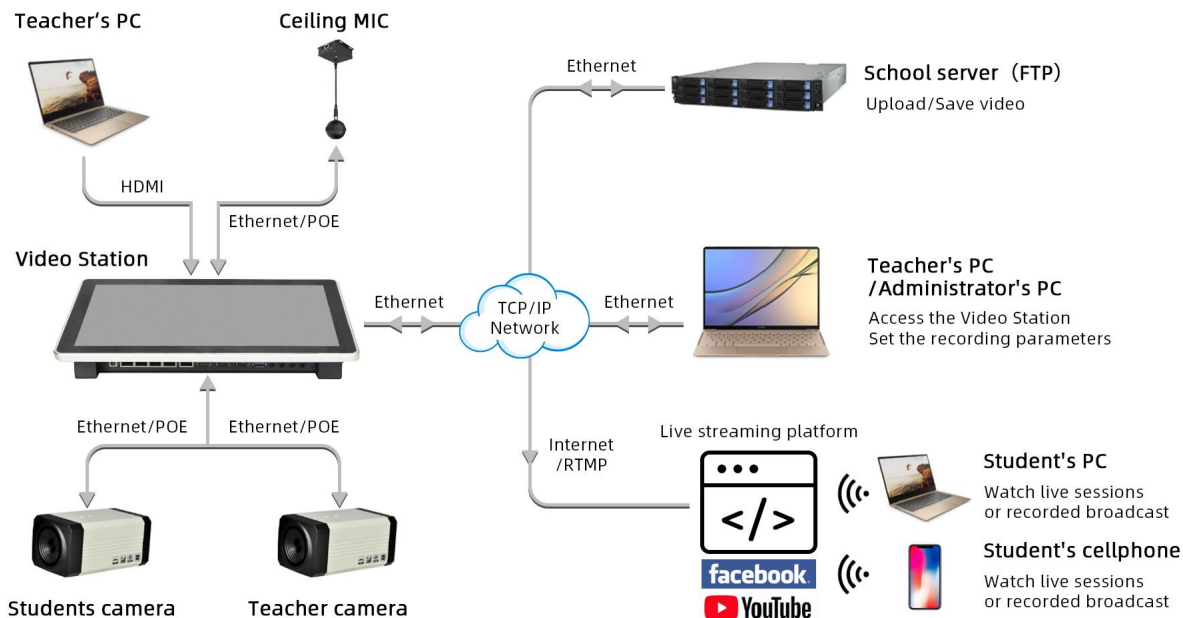 Teacher‘s PC
Ceiling MIC
Ethernet
School server（FTP）
Upload/Save video
HDMI
Ethernet/POE
Video Station
Ethernet
TCP/IP
Network
Ethernet
Teacher's PC
/Administrator's PC
Access the Video Station
Set the recording parameters
Ethernet/POE
Ethernet/POE
Internet
/RTMP
Live streaming platform
</>
facebook.
YouTube
Student's PC
Watch live sessions
or recorded broadcast
Student's cellphone
Watch live sessions
or recorded broadcast
Students camera
Teacher camera